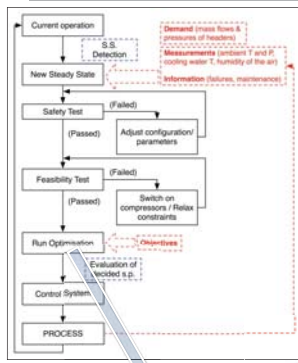 Current operation
S.S.
Detection
Demand (mass flows &
pressures of headers)
Measurements (ambient T and P,
cooling water T, humidity of the air)
Information (failures, maintenance)
New Steady State
Safety Test
(Failed)
(Passed)
Adjust configuration/
parameters
Feasibility Test
(Failed)
(Passed)
Switch on
compressors / Relax
constraints
Run Optimisation
Objectives
Evaluation of
decided s.p.
Control System
PROCESS